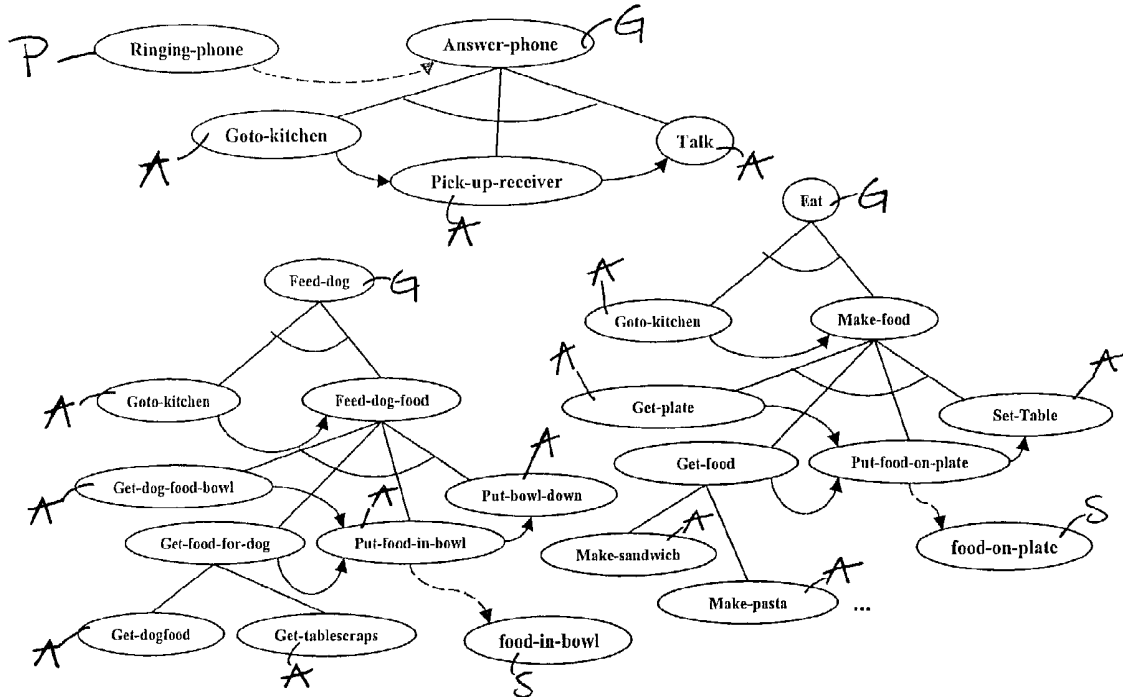 P
Ringing-phone
Answer-phone
G
Goto-kitchen
A
Talk
A
Pick-up-receiver
A
Eat
G
Feed-dog
G
A
Goto-kitchen
Make-food
A
Goto-kitchen
Feed-dog-food
A
Get-plate
A
Set-Table
Get-food
Put-food-on-plate
A
Get-dog-food-bowl
A
Put-bowl-down
A
Get-food-for-dog
Put-food-in-bowl
A
Make-sandwich
S
food-on-plate
A
Make-pasta
...
A
Get-dogfood
Get-tablescraps
A
food-in-bowl
S